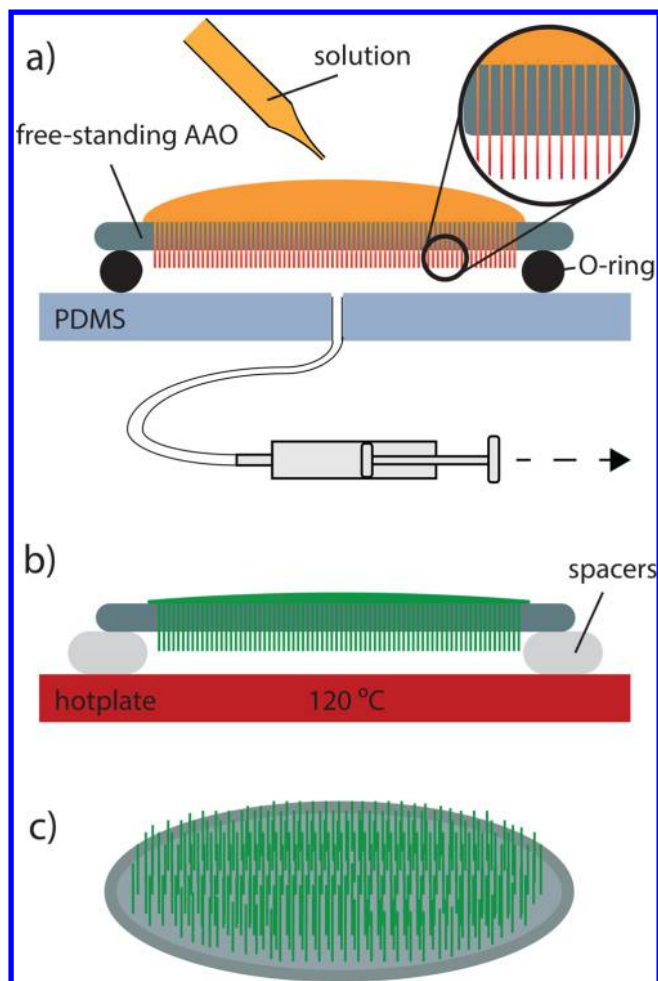 a)
solution
free-standing AAO
O-ring
PDMS
b)
spacers
hotplate 120 °C
c)